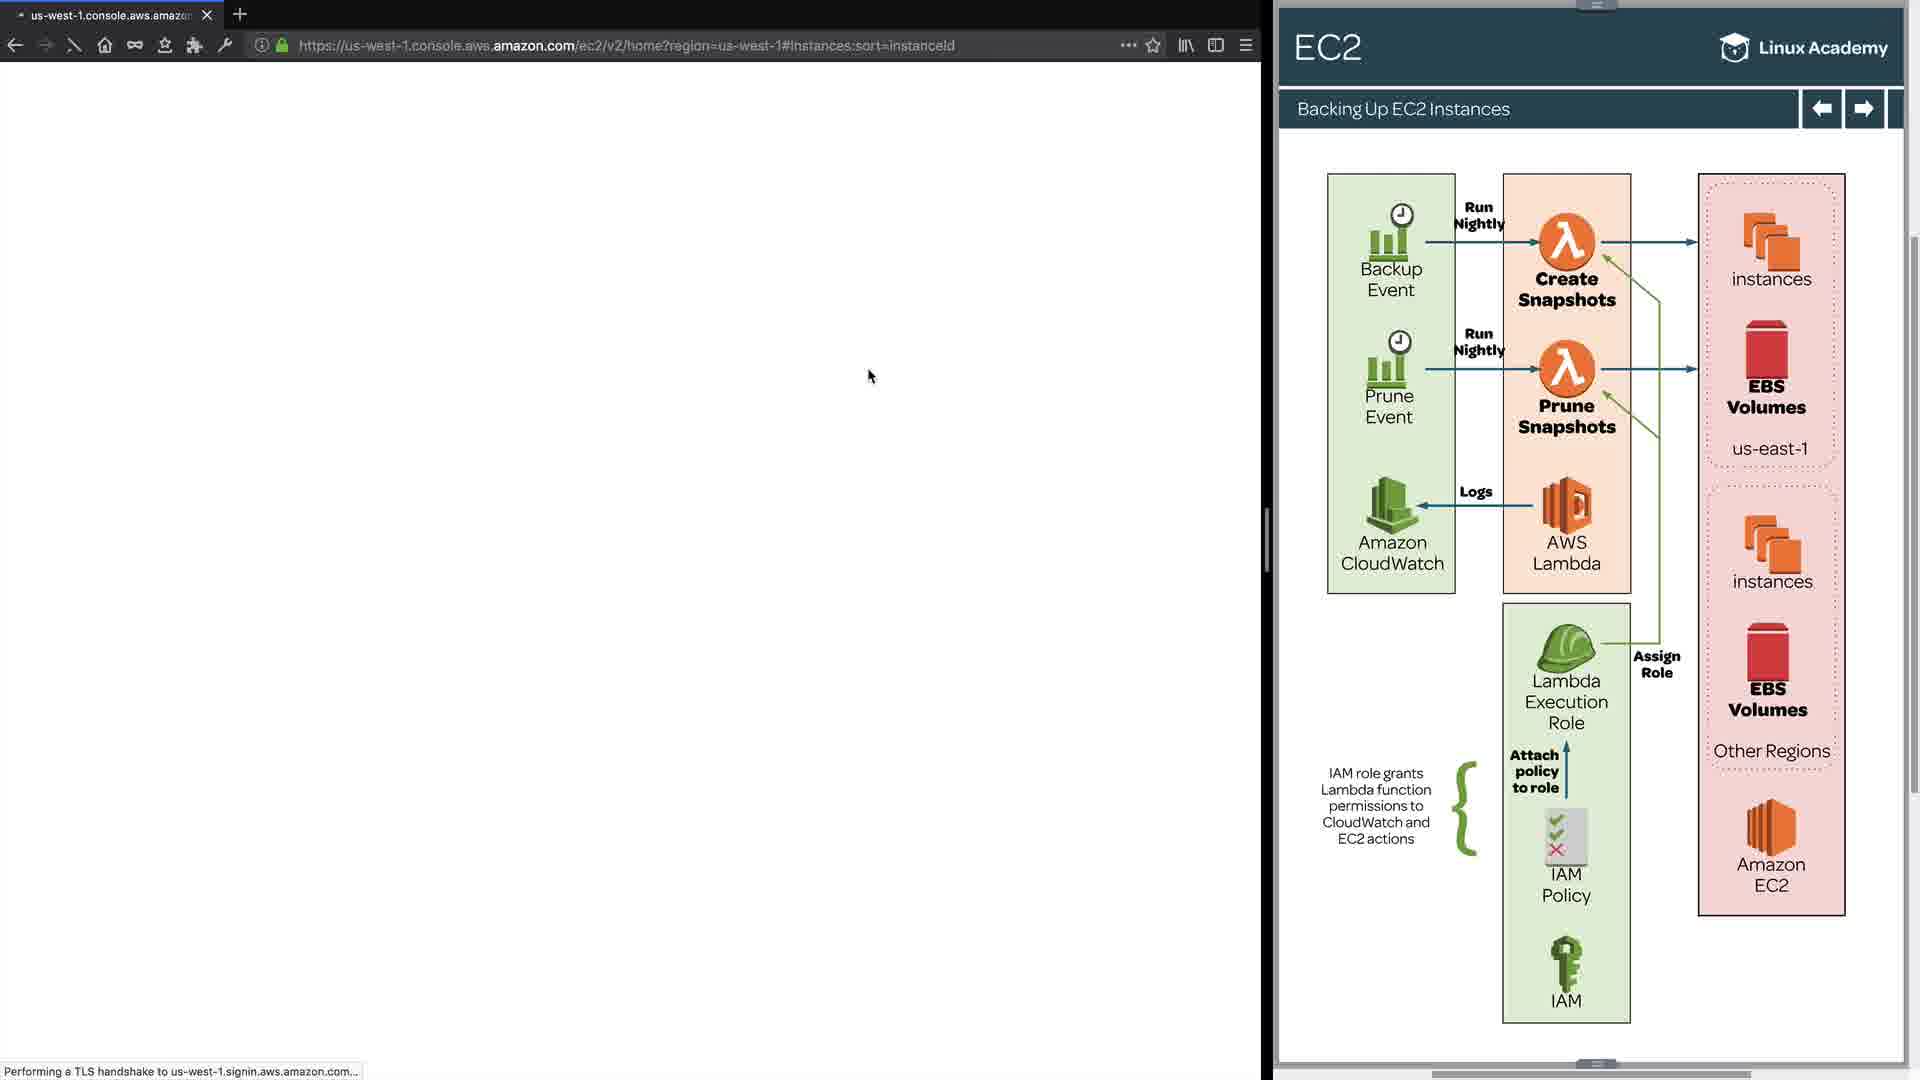 us-west-1.console.aws.amazon
https://us-west-1.console.aws.amazon.com/ec2/v2/home?region=us-west-1#Instances:sort=instanceId
Performing a TLS handshake to us-west-1.signin.aws.amazon.com...
EC2
Linux Academy
Backing Up EC2 Instances
Backup
Event
Run
Nightly
Create
Snapshots
instances
Prune
Event
Run
Nightly
Prune
Snapshots
EBS
Volumes
us-east-1
Amazon
CloudWatch
Logs
AWS
Lambda
instances
Lambda
Execution
Role
Assign
Role
EBS
Volumes
Other Regions
IAM role grants
Lambda function
permissions to
CloudWatch and
EC2 actions
Attach
policy
to role
IAM
Policy
Amazon
EC2
IAM